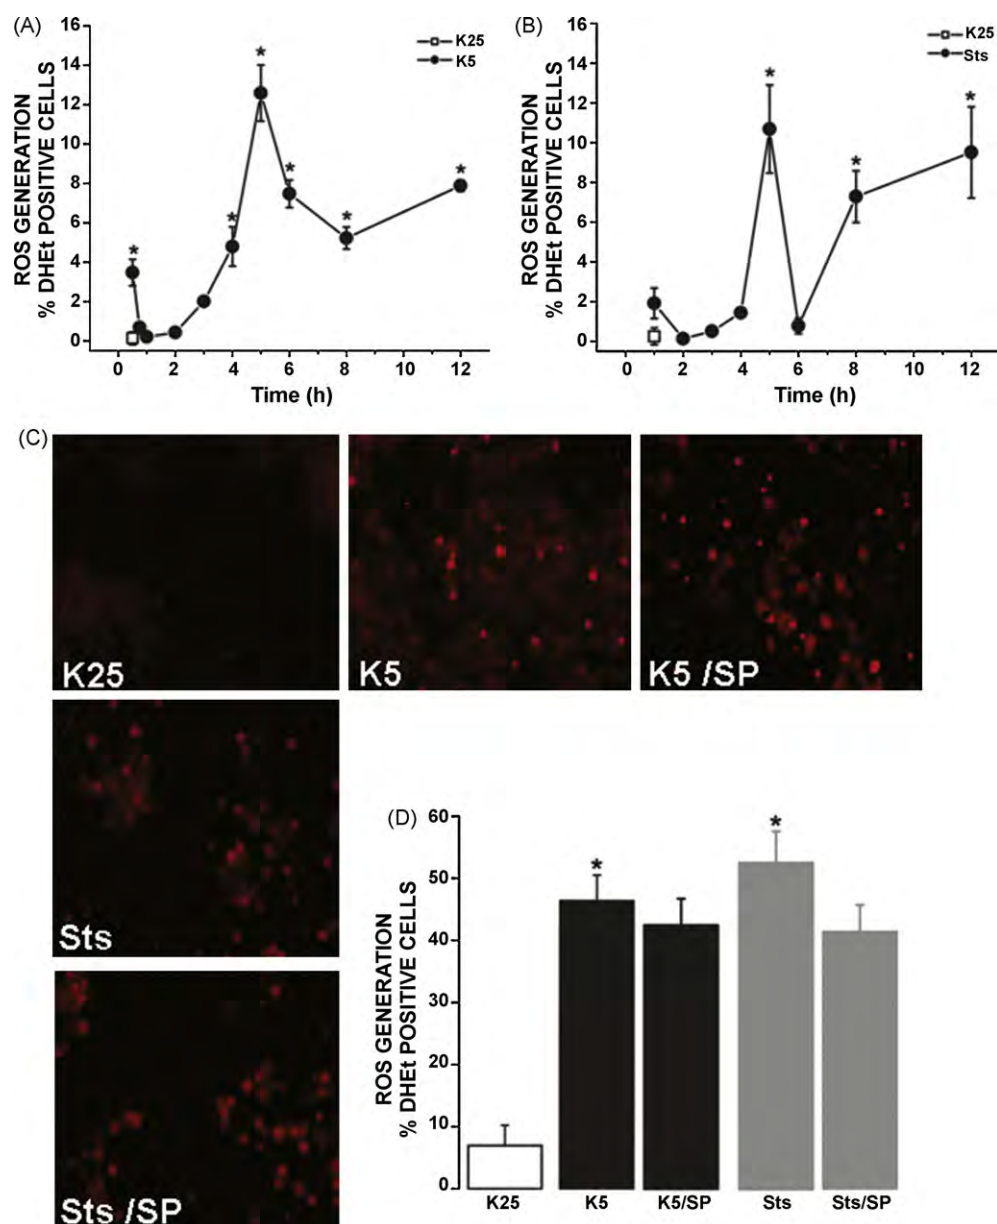 (A)
ROS GENERATION
% DHEt POSITIVE CELLS
16
14
12
10
8
6
4
2
0
K25
K5
*
*
*
*
*
*
0 2 4 6 8 10 12
Time (h)
(B)
ROS GENERATION
% DHEt POSITIVE CELLS
16
14
12
10
8
6
4
2
0
K25
Sts
*
*
*
0 2 4 6 8 10 12
Time (h)
(C)
K25
K5
K5 /SP
Sts
Sts /SP
(D)
ROS GENERATION
% DHEt POSITIVE CELLS
60
50
40
30
20
10
0
*
*
K25 K5 K5/SP Sts Sts/SP